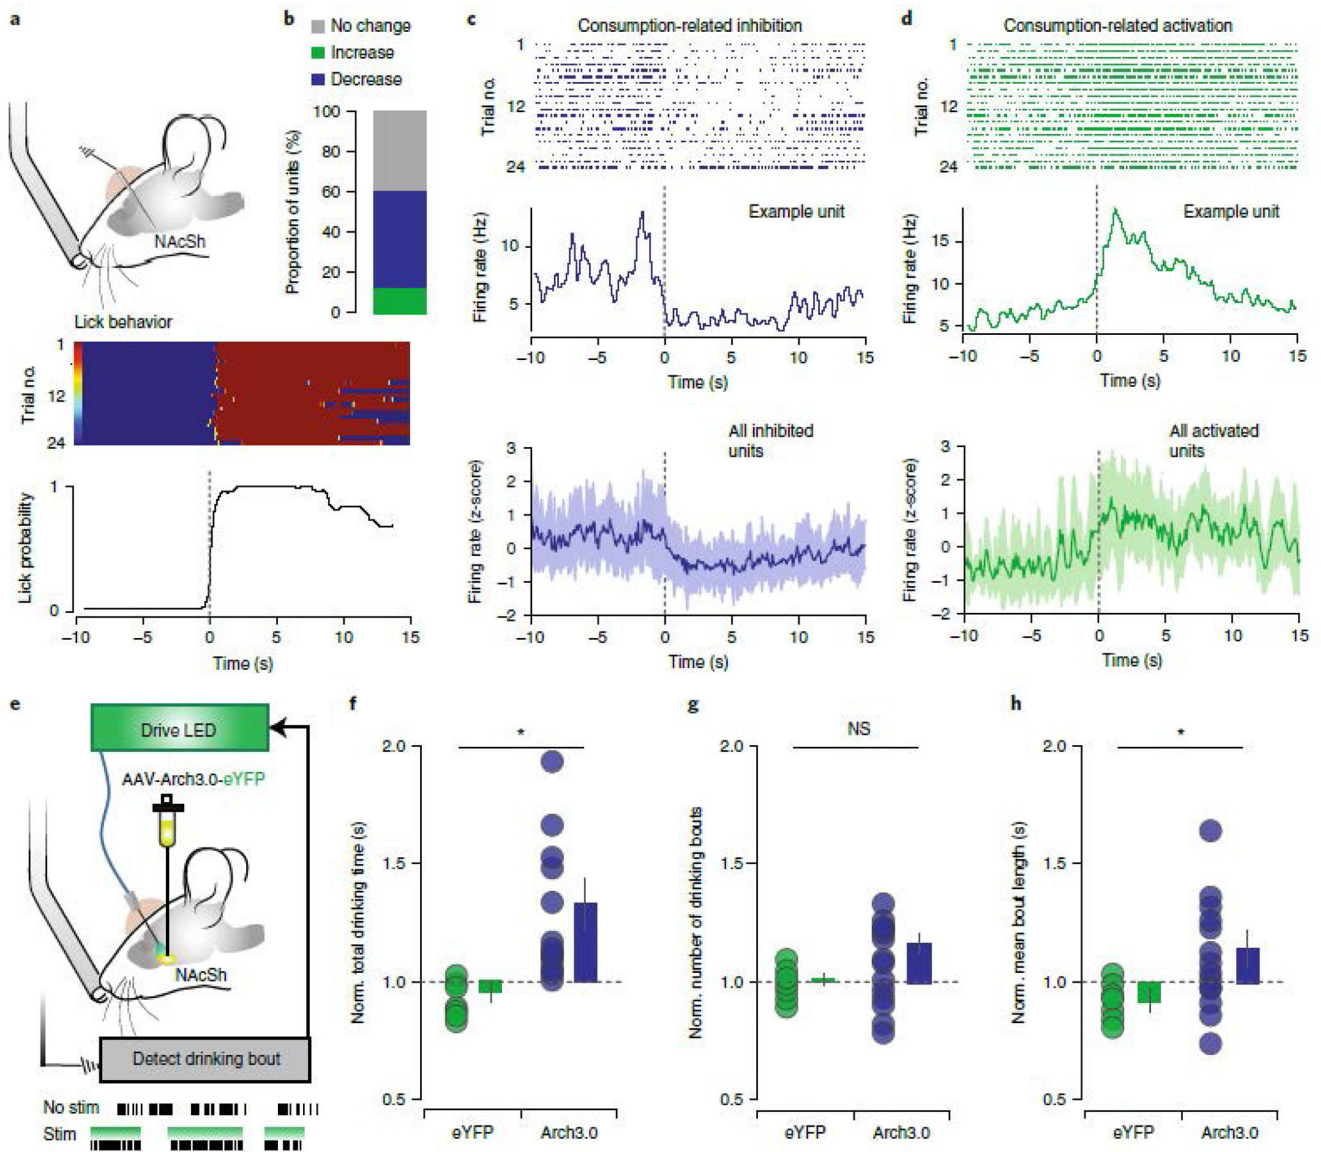 a
NAcSh
Lick behavior
1
12
24
Trial no.
1
0
Lick probability
−10 −5 0 5 10 15
Time (s)
b
No change
Increase
Decrease
100
80
60
40
20
0
Proportion of units (%)
c
Consumption-related inhibition
1
12
24
Trial no.
Example unit
10
5
Firing rate (Hz)
−10 −5 0 5 10 15
Time (s)
All inhibited
units
3
2
1
0
−1
−2
Firing rate (z-score)
−10 −5 0 5 10 15
Time (s)
d
Consumption-related activation
1
12
24
Trial no.
Example unit
15
10
5
Firing rate (Hz)
−10 −5 0 5 10 15
Time (s)
All activated
units
3
2
1
0
−1
−2
Firing rate (z-score)
−10 −5 0 5 10 15
Time (s)
e
Drive LED
AAV-Arch3.0-eYFP
NAcSh
Detect drinking bout
No stim
Stim
f
*
2.0
1.5
1.0
0.5
Norm. total drinking time (s)
eYFP Arch3.0
g
NS
2.0
1.5
1.0
0.5
Norm. number of drinking bouts
eYFP Arch3.0
h
*
2.0
1.5
1.0
0.5
Norm. mean bout length (s)
eYFP Arch3.0